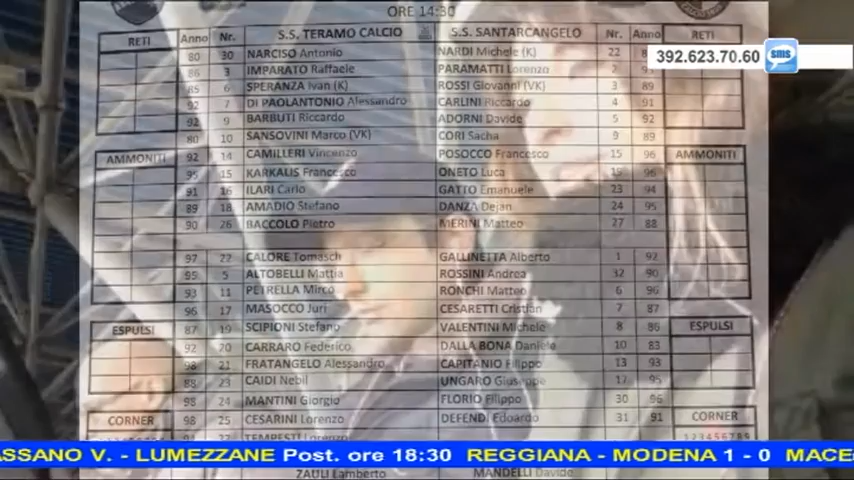 ORE 14:30
RETI Anno Nr. S.S. TERAMO CALCIO S.S. SANTARCANGELO Nr. Anno RETI
80 30 NARCISO Antonio NARDI Michele (K) 22
392.623.70.60 sms
86 3 IMPARATO Raffaele PARAMATTI Lorenzo 2
85 6 SPERANZA Ivan (K) ROSSI Giovanni (VK) 3 89
92 7 DI PAOLANTONIO Alessandro CARLINI Riccardo 4 91
92 9 BARBUTI Riccardo ADORNI Davide 5 92
80 10 SANSOVINI Marco (VK) CORI Sacha 9 89
AMMONITI 92 14 CAMILLERI Vincenzo POSOCCO Francesco 15 96 AMMONITI
95 15 KARKALIS Francesco ONETO Luca 19 96
91 16 ILARI Carlo GATTO Emanuele 23 94
89 18 AMADIO Stefano DANZA Dejan 24 95
90 26 BACCOLO Pietro MERINI Matteo 27 88
97 22 CALORE Tomasch GALLINETTA Alberto 1 92
95 5 ALTOBELLI Mattia ROSSINI Andrea 32 90
93 11 PETRELLA Mirco RONCHI Matteo 6 96
96 17 MASOCCO Juri CESARETTI Cristian 7 87
ESPULSI 87 19 SCIPIONI Stefano VALENTINI Michele 8 86 ESPULSI
92 20 CARRARO Federico DALLA BONA Daniele 10 83
98 21 FRATANGELO Alessandro CAPITANIO Filippo 13 93
88 23 CAIDI Nebil UNGARO Giuseppe 17 95
98 24 MANTINI Giorgio FLORIO Filippo 30 96
CORNER 98 25 CESARINI Lorenzo DEFENDI Edoardo 31 91 CORNER
TEMPESTI Lorenzo 123456789
ASSANO V. - LUMEZZANE Post. ore 18:30 REGGIANA - MODENA 1 - 0 MACE
ZAULI Lamberto MANDELLI Davide